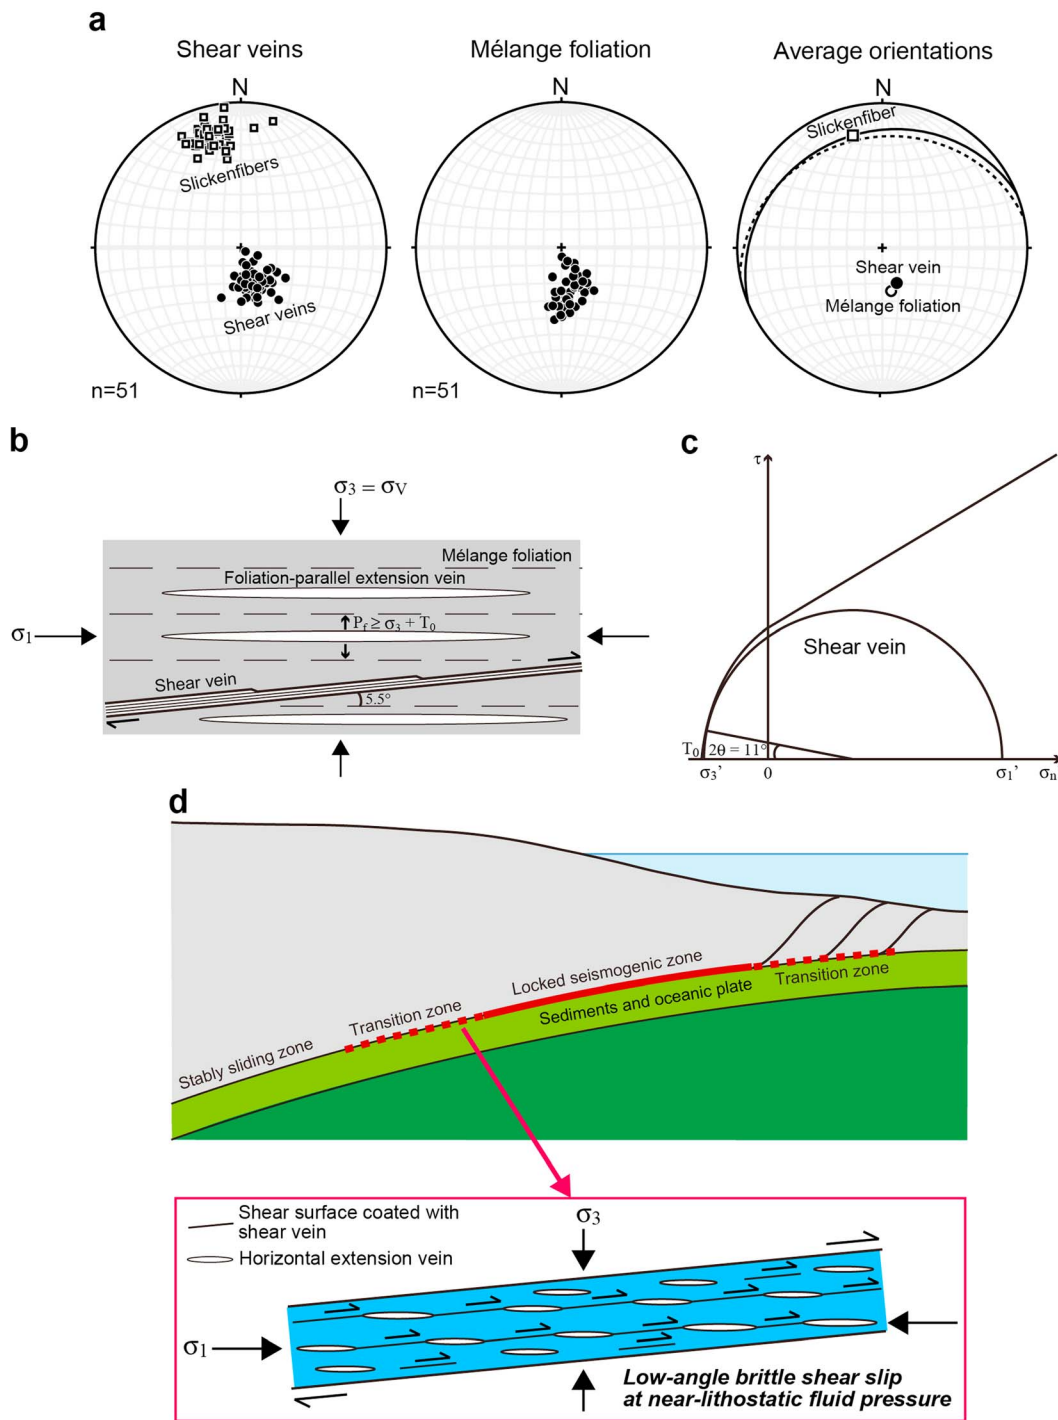 a
Shear veins
Mélange foliation
Average orientations
N
N
N
Slickenfibers
Shear veins
n=51
n=51
Slickenfiber
Shear vein
Mélange foliation
b
σ3 = σV
Mélange foliation
Foliation-parallel extension vein
σ1
Pf ≥ σ3 + T0
Shear vein
5.5°
c
τ
Shear vein
T0
2θ = 11°
σ3’
0
σ1’
σn
d
Locked seismogenic zone
Transition zone
Sediments and oceanic plate
Transition zone
Stably sliding zone
Shear surface coated with
shear vein
Horizontal extension vein
σ3
σ1
Low-angle brittle shear slip
at near-lithostatic fluid pressure